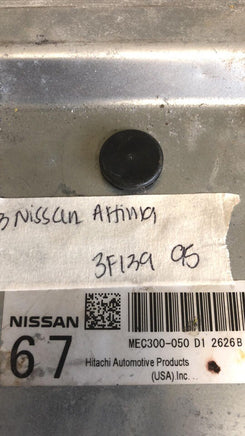 3 Nissan Altima
3F139 95
NISSAN
67
MEC300-050 D1 2626B
Hitachi Automotive Products
(USA).Inc.